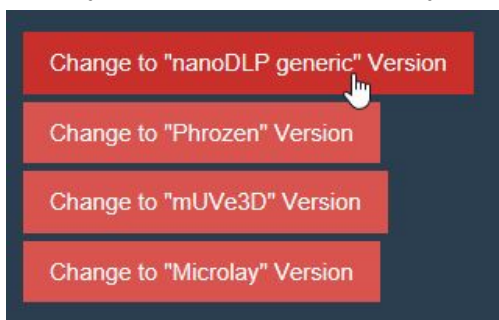 Change to "nanoDLP generic" Version
Change to "Phrozen" Version
Change to "mUVe3D" Version
Change to "Microlay" Version